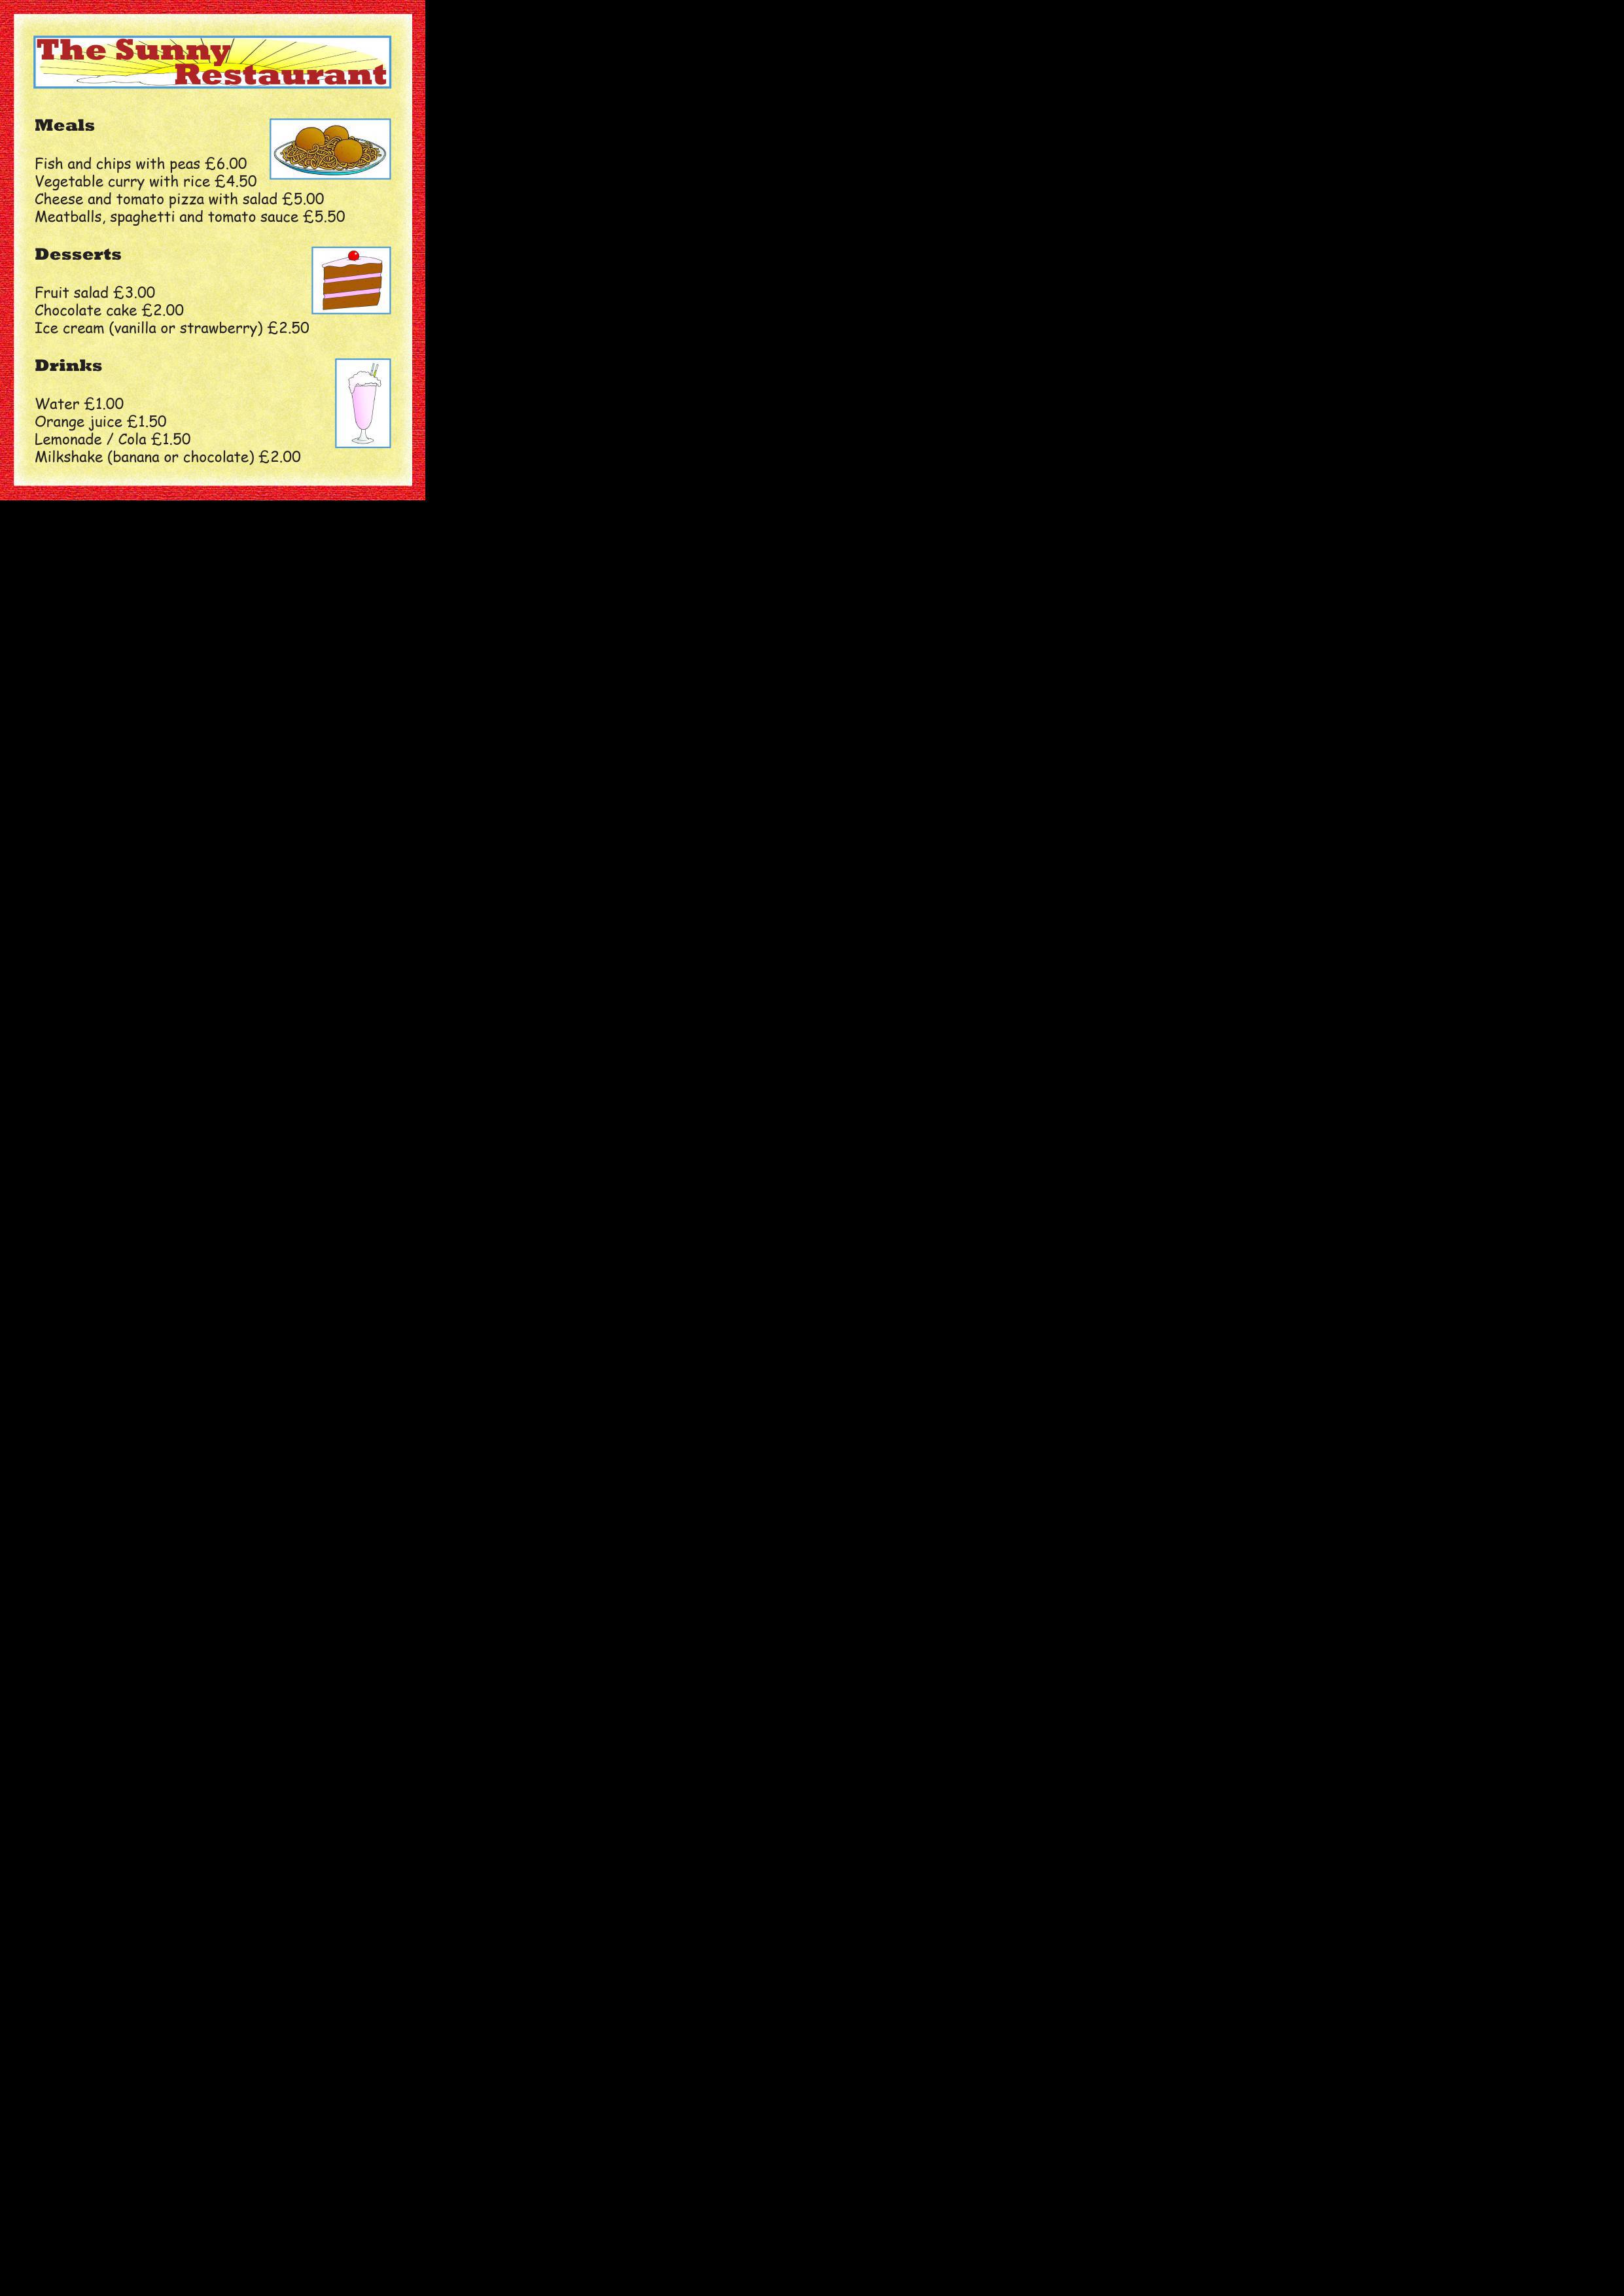 The Sunny
Restaurant
Meals
Fish and chips with peas £6.00
Vegetable curry with rice £4.50
Cheese and tomato pizza with salad £5.00
Meatballs, spaghetti and tomato sauce £5.50
Desserts
Fruit salad £3.00
Chocolate cake £2.00
Ice cream (vanilla or strawberry) £2.50
Drinks
Water £1.00
Orange juice £1.50
Lemonade / Cola £1.50
Milkshake (banana or chocolate) £2.00